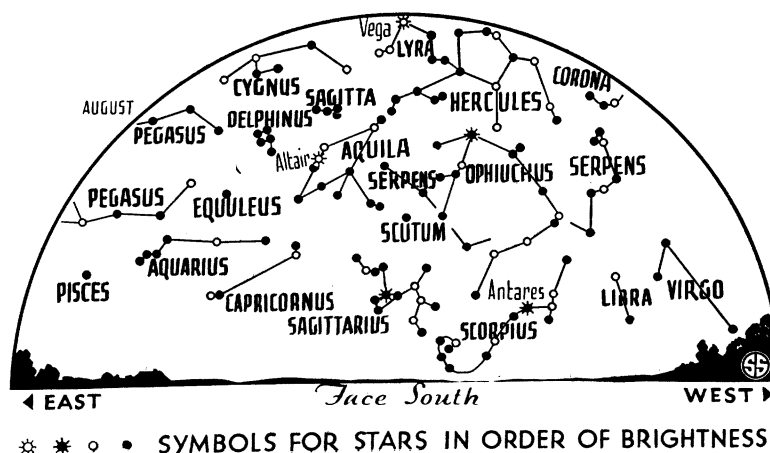 Vega
LYRA
CYGNUS
CORONA
SAGITTA
HERCULES
AUGUST
DELPHINUS
PEGASUS
Altair
AQUILA
SERPENS
OPHIUCHUS
SERPENS
PEGASUS
EQUULEUS
SCUTUM
AQUARIUS
PISCES
CAPRICORNUS
Antares
LIBRA
VIRGO
SAGITTARIUS
SCORPIUS
SS
EAST
Face South
WEST
SYMBOLS FOR STARS IN ORDER OF BRIGHTNESS